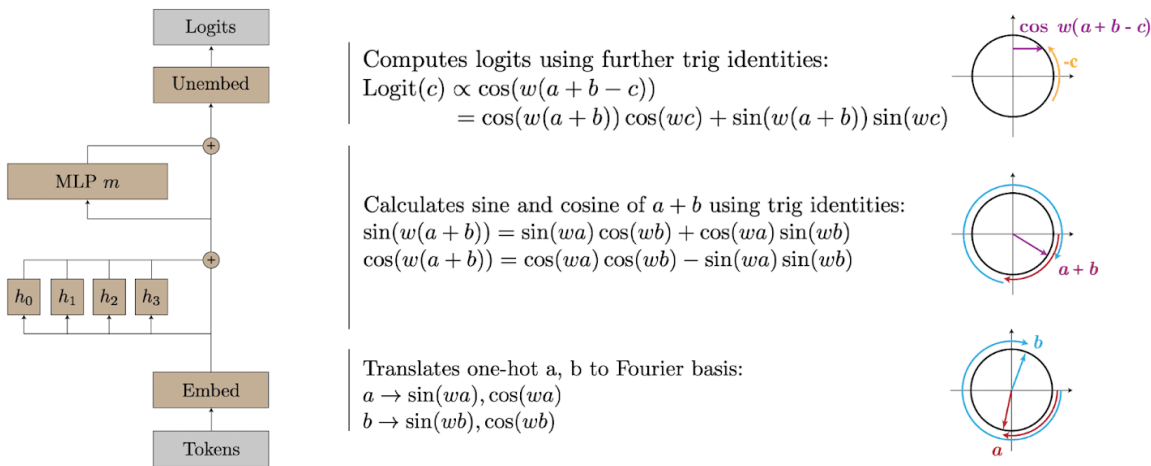 Logits
Unembed
+
MLP m
+
h₀ h₁ h₂ h₃
Embed
Tokens
Computes logits using further trig identities:
Logit(c) ∝ cos(w(a + b − c))
= cos(w(a + b)) cos(wc) + sin(w(a + b)) sin(wc)
Calculates sine and cosine of a + b using trig identities:
sin(w(a + b)) = sin(wa) cos(wb) + cos(wa) sin(wb)
cos(w(a + b)) = cos(wa) cos(wb) − sin(wa) sin(wb)
Translates one-hot a, b to Fourier basis:
a → sin(wa), cos(wa)
b → sin(wb), cos(wb)
cos w(a + b - c)
-c
a + b
b
a